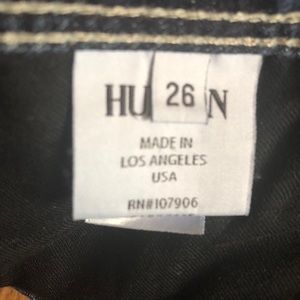 HU 26 N
MADE IN
LOS ANGELES
USA
RN#107906